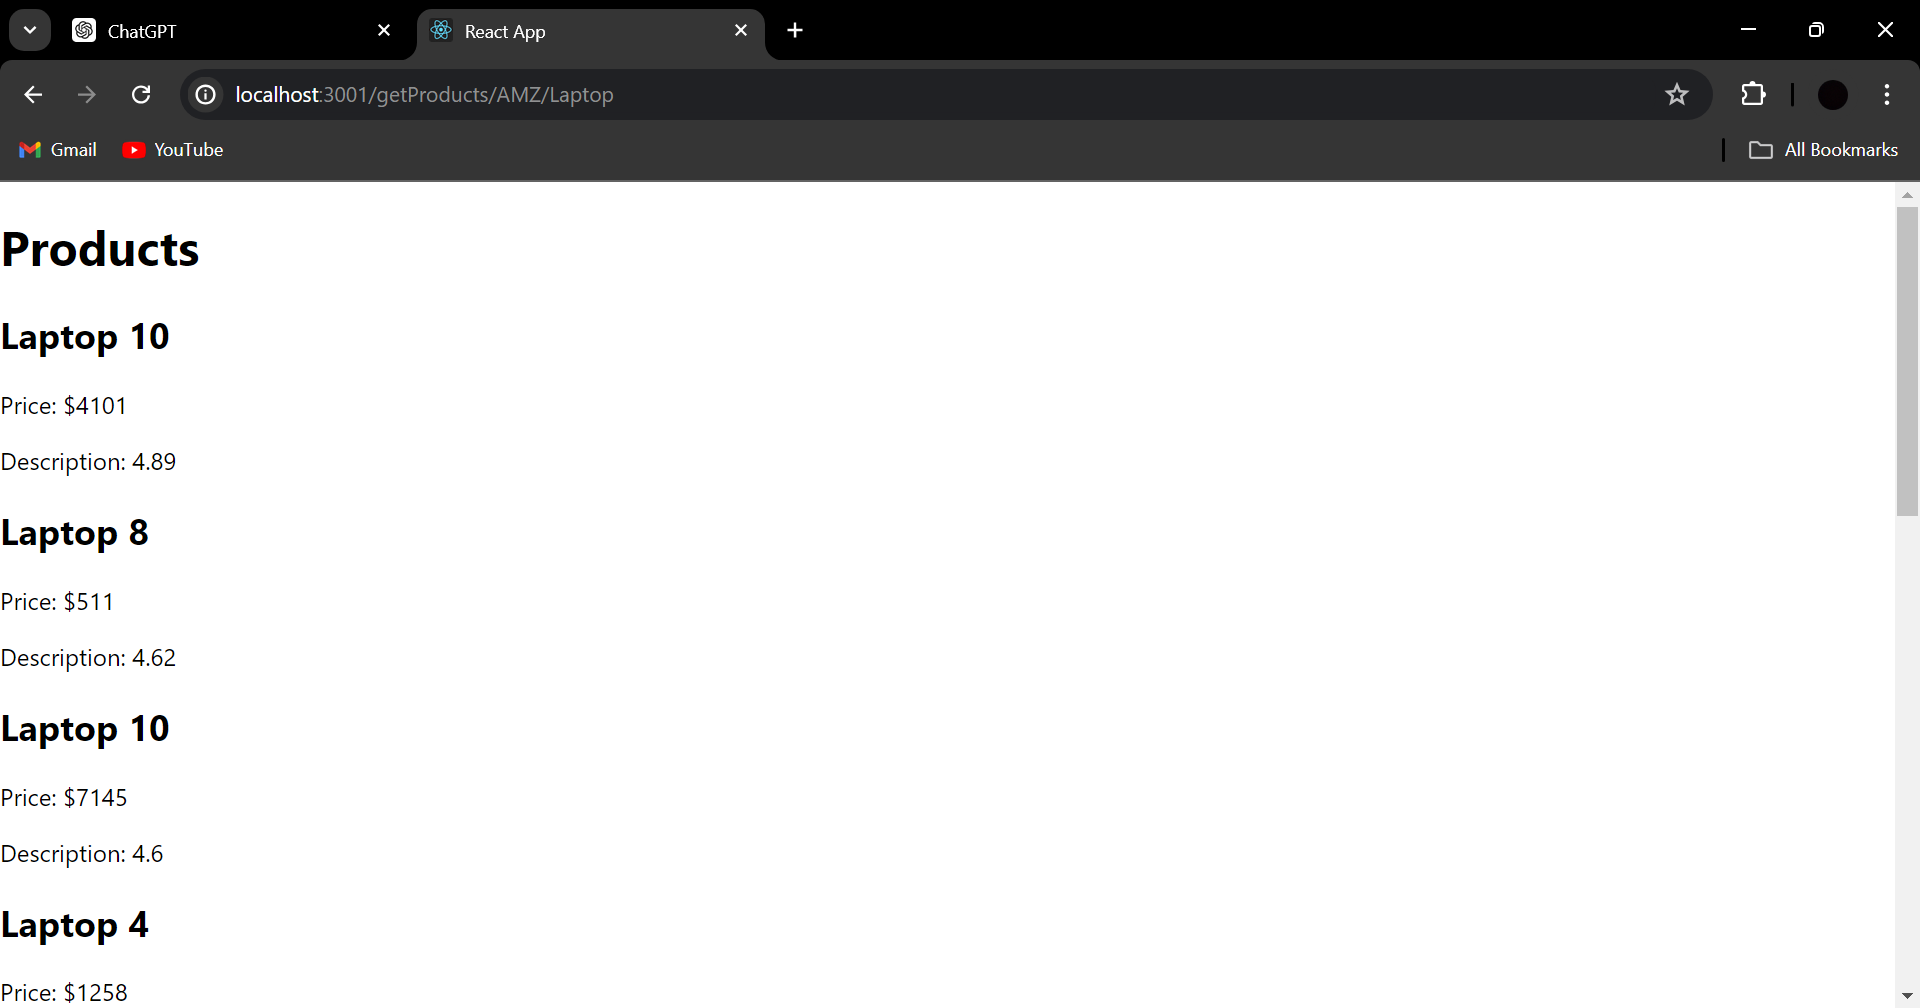 ChatGPT
React App
localhost:3001/getProducts/AMZ/Laptop
Gmail
YouTube
All Bookmarks
Products
Laptop 10
Price: $4101
Description: 4.89
Laptop 8
Price: $511
Description: 4.62
Laptop 10
Price: $7145
Description: 4.6
Laptop 4
Price: $1258